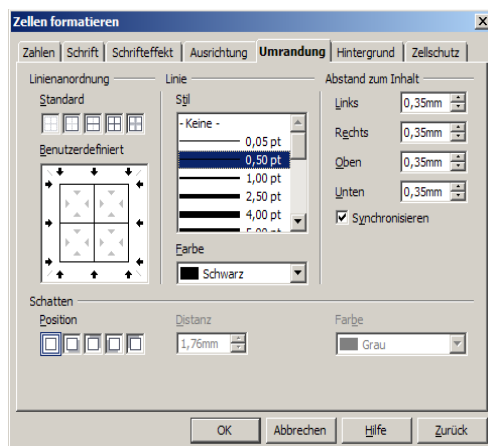 Zellen formatieren
Zahlen Schrift Schrifteffekt Ausrichtung Umrandung Hintergrund Zellschutz
Linienanordnung Linie Abstand zum Inhalt
Standard Stil Links 0,35mm
- Keine -
0,05 pt Rechts 0,35mm
Benutzerdefiniert 0,50 pt Oben 0,35mm
1,00 pt
2,50 pt Unten 0,35mm
4,00 pt Synchronisieren
5,00 pt
Farbe
Schwarz
Schatten
Position Distanz Farbe
1,76mm Grau
OK Abbrechen Hilfe Zurück